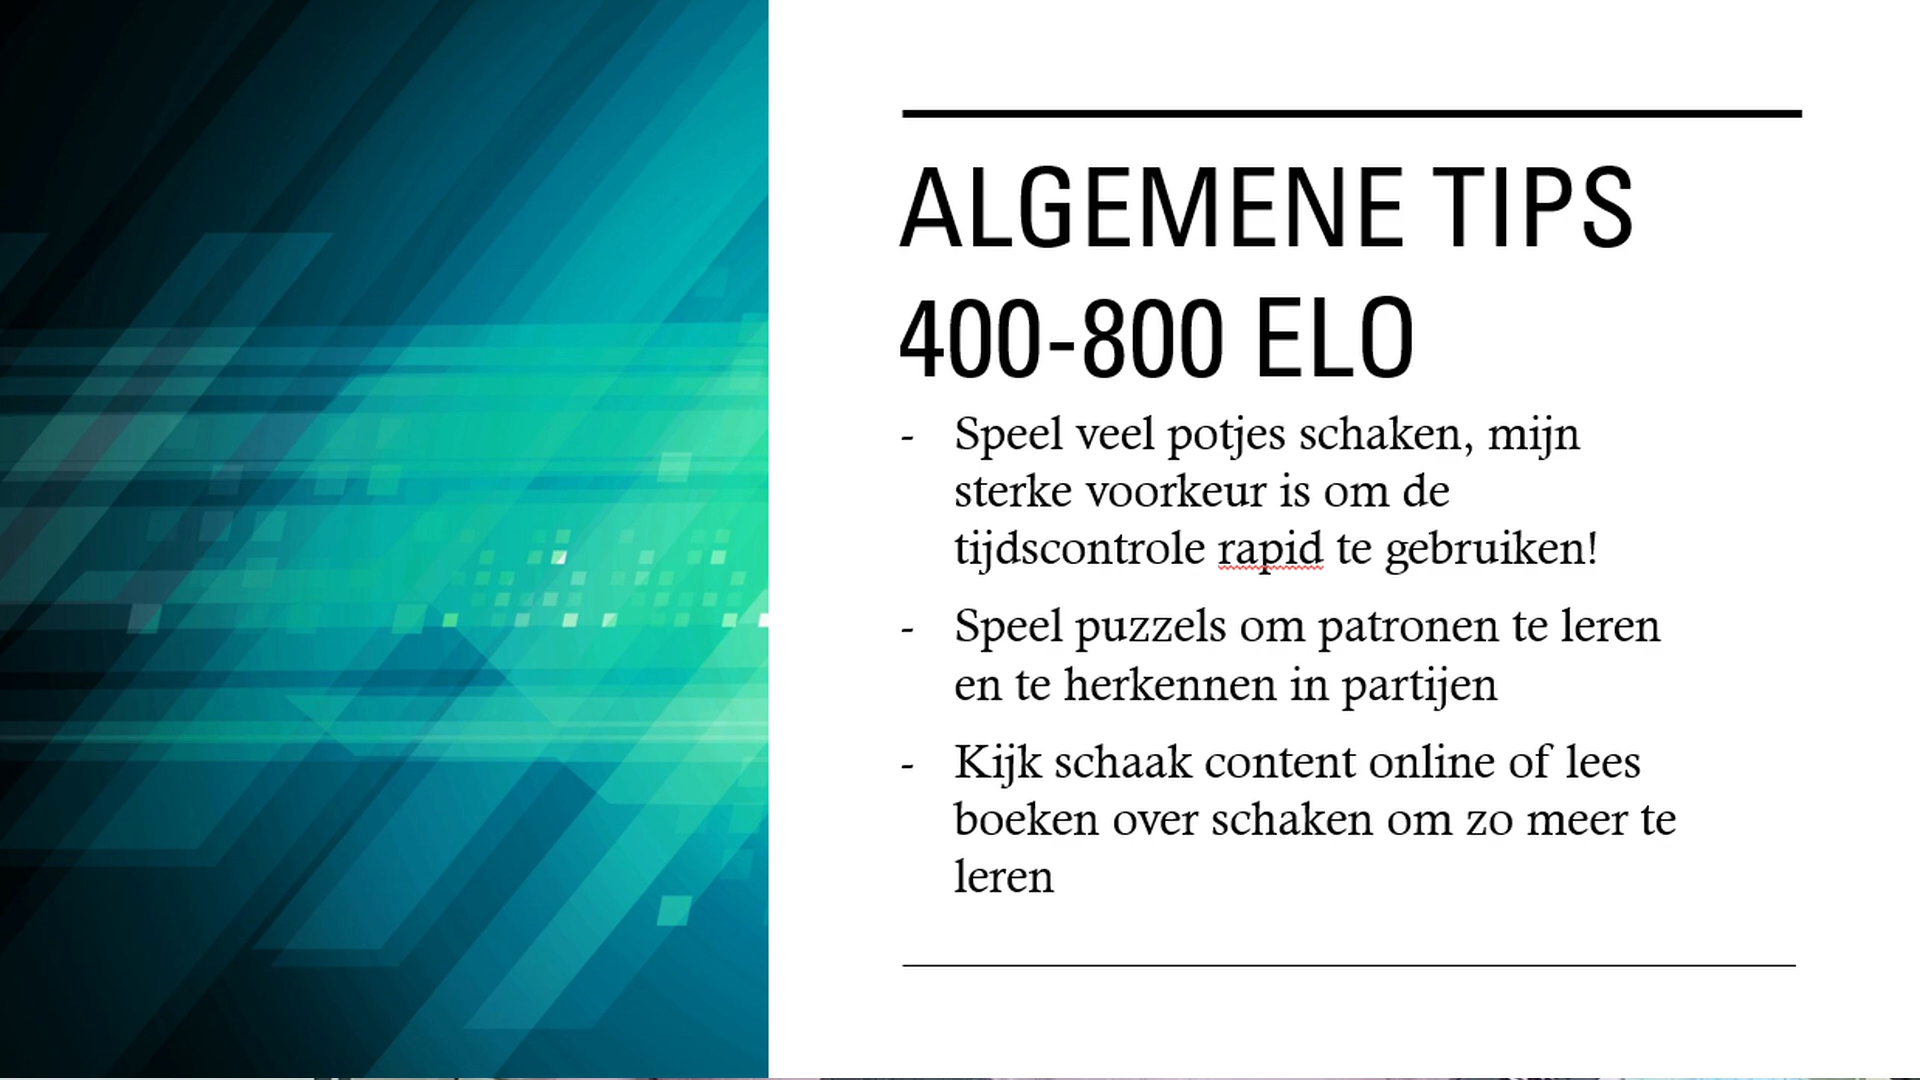 ALGEMENE TIPS
400-800 ELO
- Speel veel potjes schaken, mijn
sterke voorkeur is om de
tijdscontrole rapid te gebruiken!
- Speel puzzels om patronen te leren
en te herkennen in partijen
- Kijk schaak content online of lees
boeken over schaken om zo meer te
leren